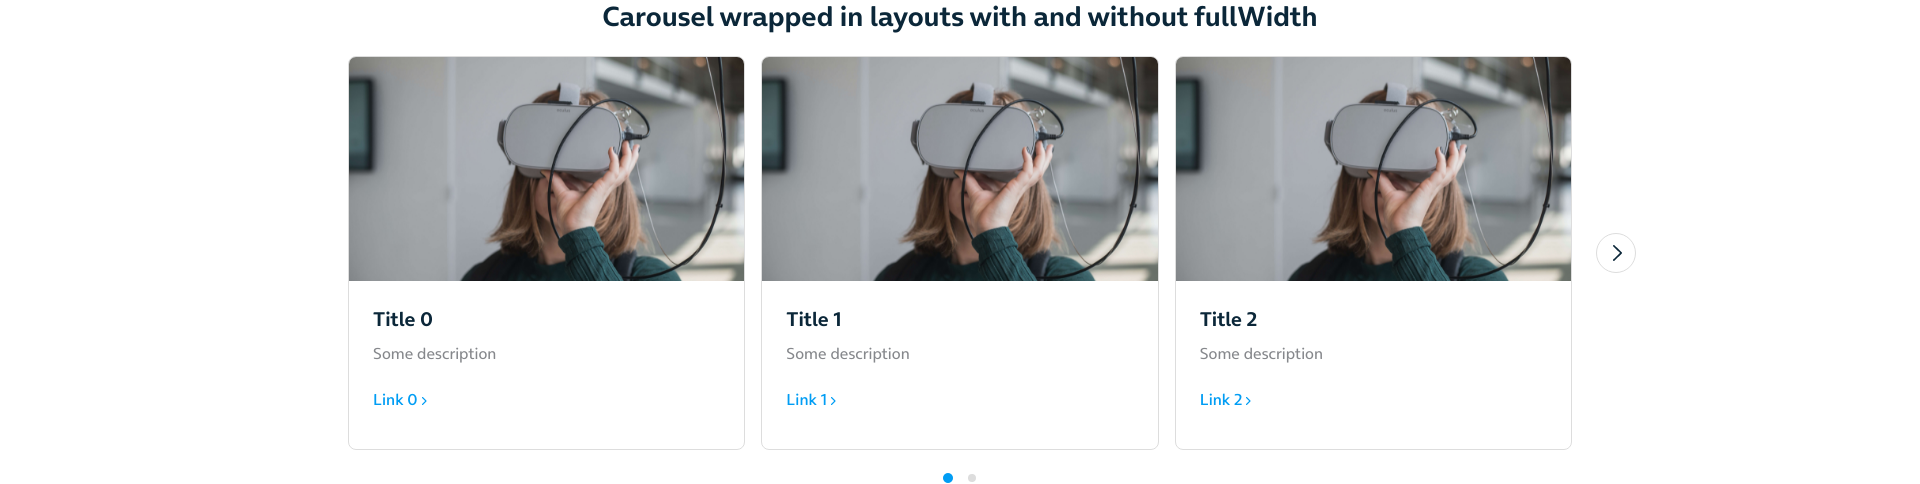 Carousel wrapped in layouts with and without fullWidth
Title 0
Some description
Link 0
Title 1
Some description
Link 1
Title 2
Some description
Link 2